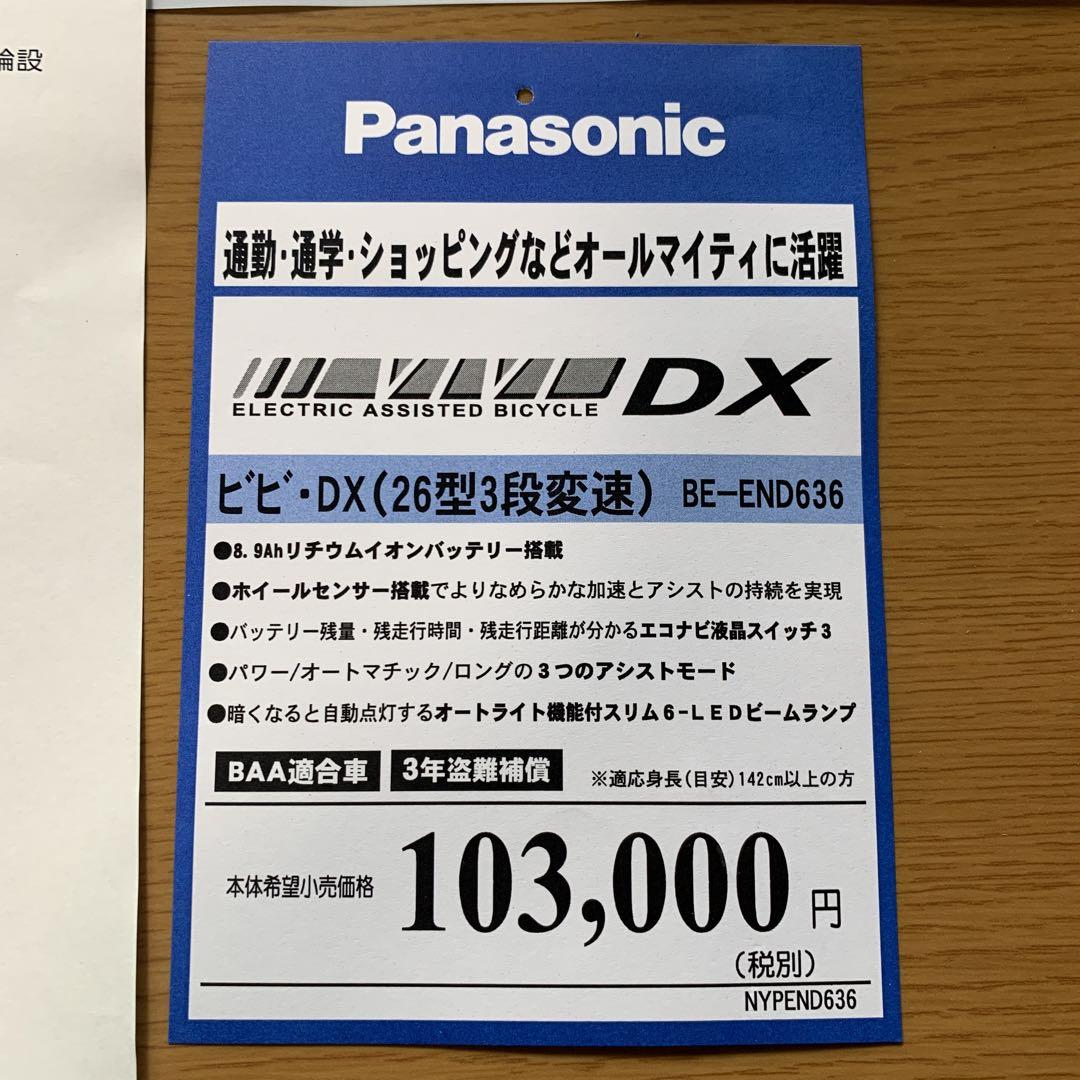 論設
Panasonic
通勤・通学・ショッピングなどオールマイティに活躍
VIVI DX
ELECTRIC ASSISTED BICYCLE
ビビ・DX(26型3段変速) BE-END636
●8.9Ahリチウムイオンバッテリー搭載
●ホイールセンサー搭載でよりなめらかな加速とアシストの持続を実現
●バッテリー残量・残走行時間・残走行距離が分かるエコナビ液晶スイッチ3
●パワー/オートマチック/ロングの3つのアシストモード
●暗くなると自動点灯するオートライト機能付スリム6-LEDビームランプ
BAA適合車 3年盗難補償 ※適応身長(目安)142cm以上の方
本体希望小売価格 103,000円
(税別)
NYPEND636